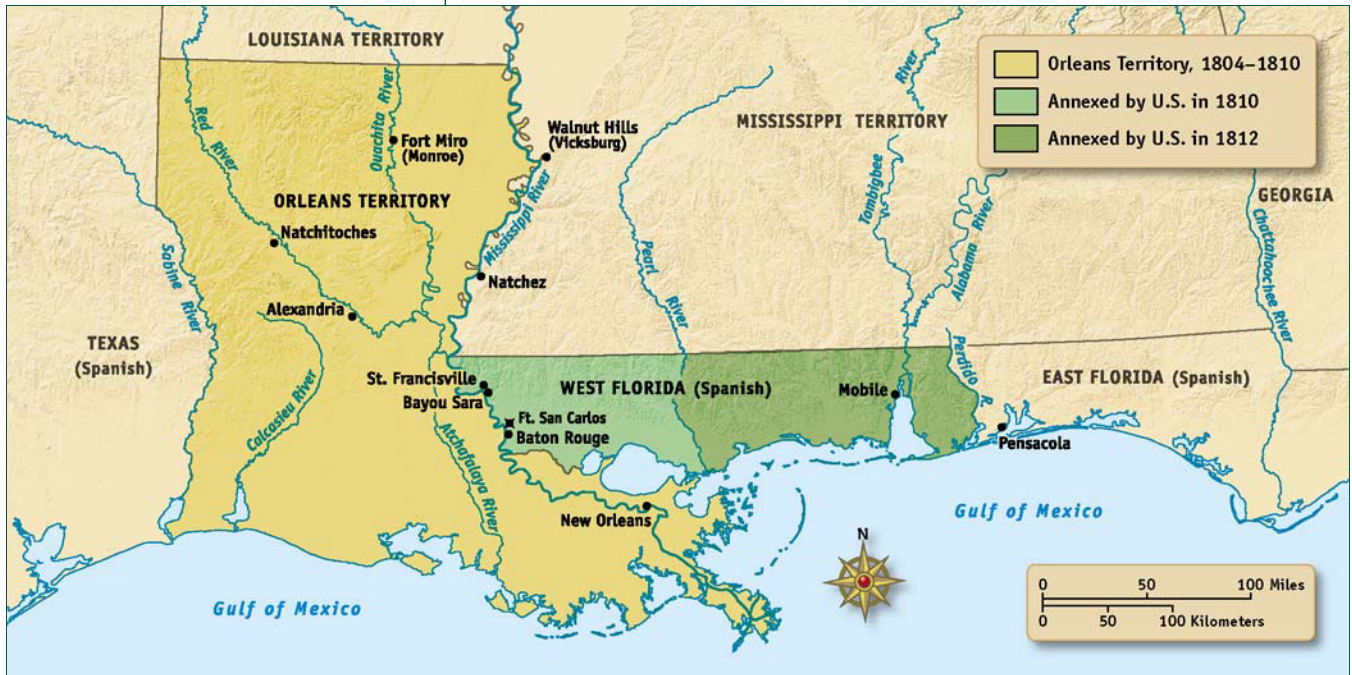 LOUISIANA TERRITORY
Orleans Territory, 1804–1810
Annexed by U.S. in 1810
Annexed by U.S. in 1812
River
Red River
Ouachita River
Fort Miro
(Monroe)
Walnut Hills
(Vicksburg)
MISSISSIPPI TERRITORY
Tombigbee
Alabama River
GEORGIA
Chattahoochee River
ORLEANS TERRITORY
Mississippi River
Natchitoches
Sabine River
Natchez
Pearl River
Alexandria
TEXAS
(Spanish)
Calcasieu River
St. Francisville
Bayou Sara
WEST FLORIDA (Spanish)
Mobile
Perdido R.
EAST FLORIDA (Spanish)
Ft. San Carlos
Baton Rouge
Pensacola
Atchafalaya River
New Orleans
Gulf of Mexico
N
Gulf of Mexico
0 50 100 Miles
0 50 100 Kilometers